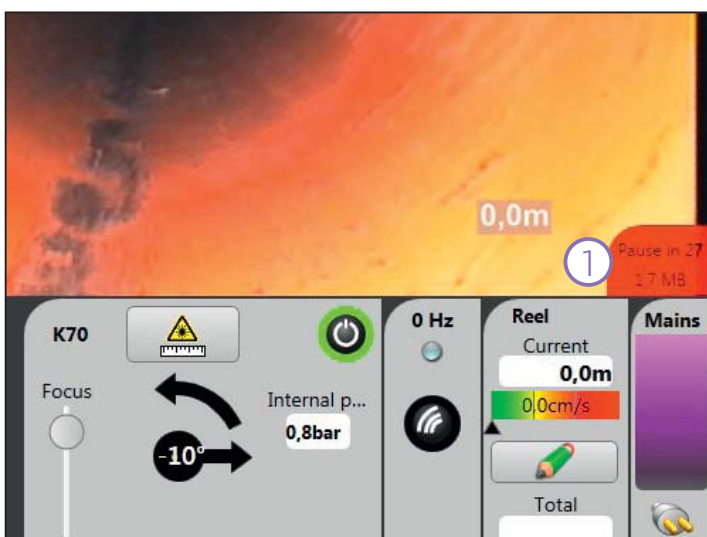 0,0m
1
Pause in 27
1.7 MB
K70
0 Hz
Reel
Mains
Current
0,0m
Focus
Internal p...
0,0cm/s
0,8bar
-10°
Total